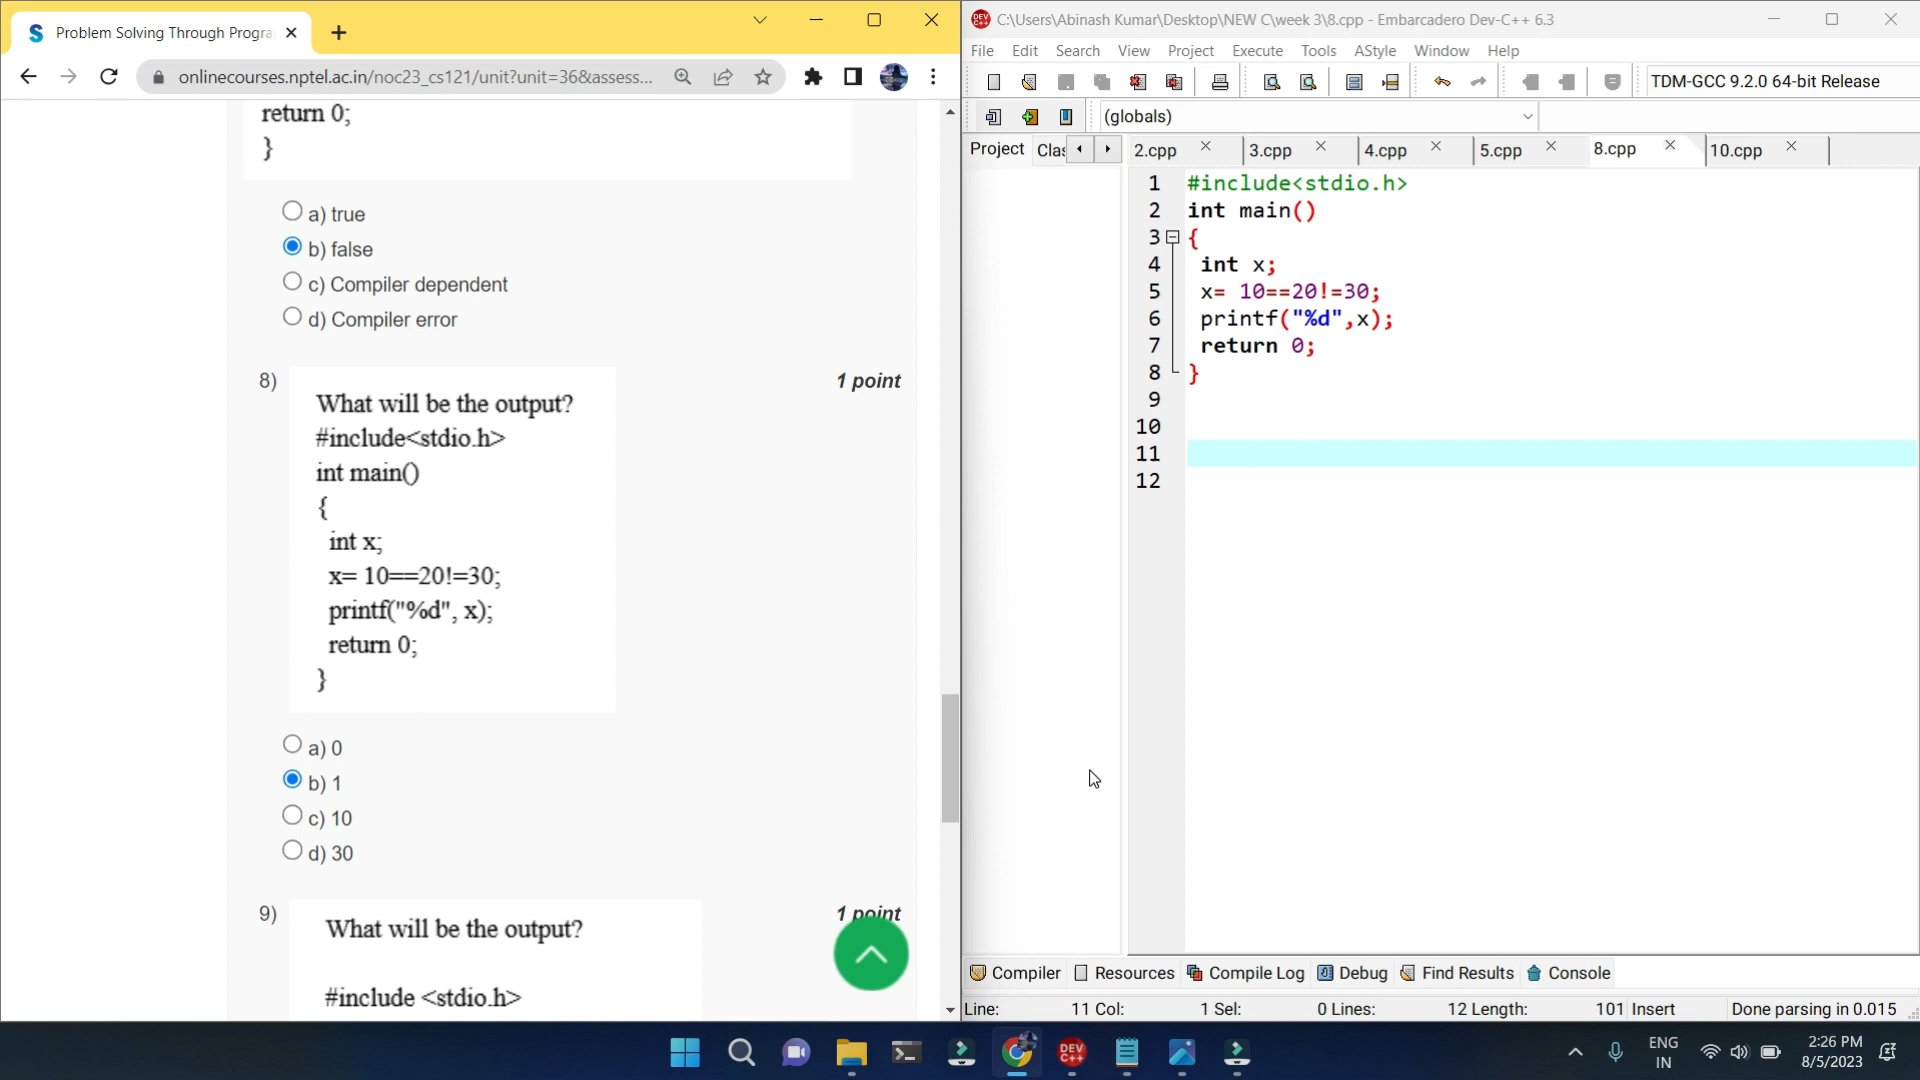 Problem Solving Through Progra
onlinecourses.nptel.ac.in/noc23_cs121/unit?unit=36&assess...
return 0;
}
a) true
b) false
c) Compiler dependent
d) Compiler error
8)
1 point
What will be the output?
#include<stdio.h>
int main()
{
int x;
x= 10==20!=30;
printf("%d", x);
return 0;
}
a) 0
b) 1
c) 10
d) 30
9)
1 point
What will be the output?
#include <stdio.h>
C:\Users\Abinash Kumar\Desktop\NEW C\week 3\8.cpp - Embarcadero Dev-C++ 6.3
File Edit Search View Project Execute Tools AStyle Window Help
TDM-GCC 9.2.0 64-bit Release
(globals)
Project Clas 2.cpp 3.cpp 4.cpp 5.cpp 8.cpp 10.cpp
1 #include<stdio.h>
2 int main()
3 {
4 int x;
5 x= 10==20!=30;
6 printf("%d",x);
7 return 0;
8 }
9
10
11
12
Compiler Resources Compile Log Debug Find Results Console
Line: 11 Col: 1 Sel: 0 Lines: 12 Length: 101 Insert Done parsing in 0.015
DEV C++
ENG
IN
2:26 PM
8/5/2023